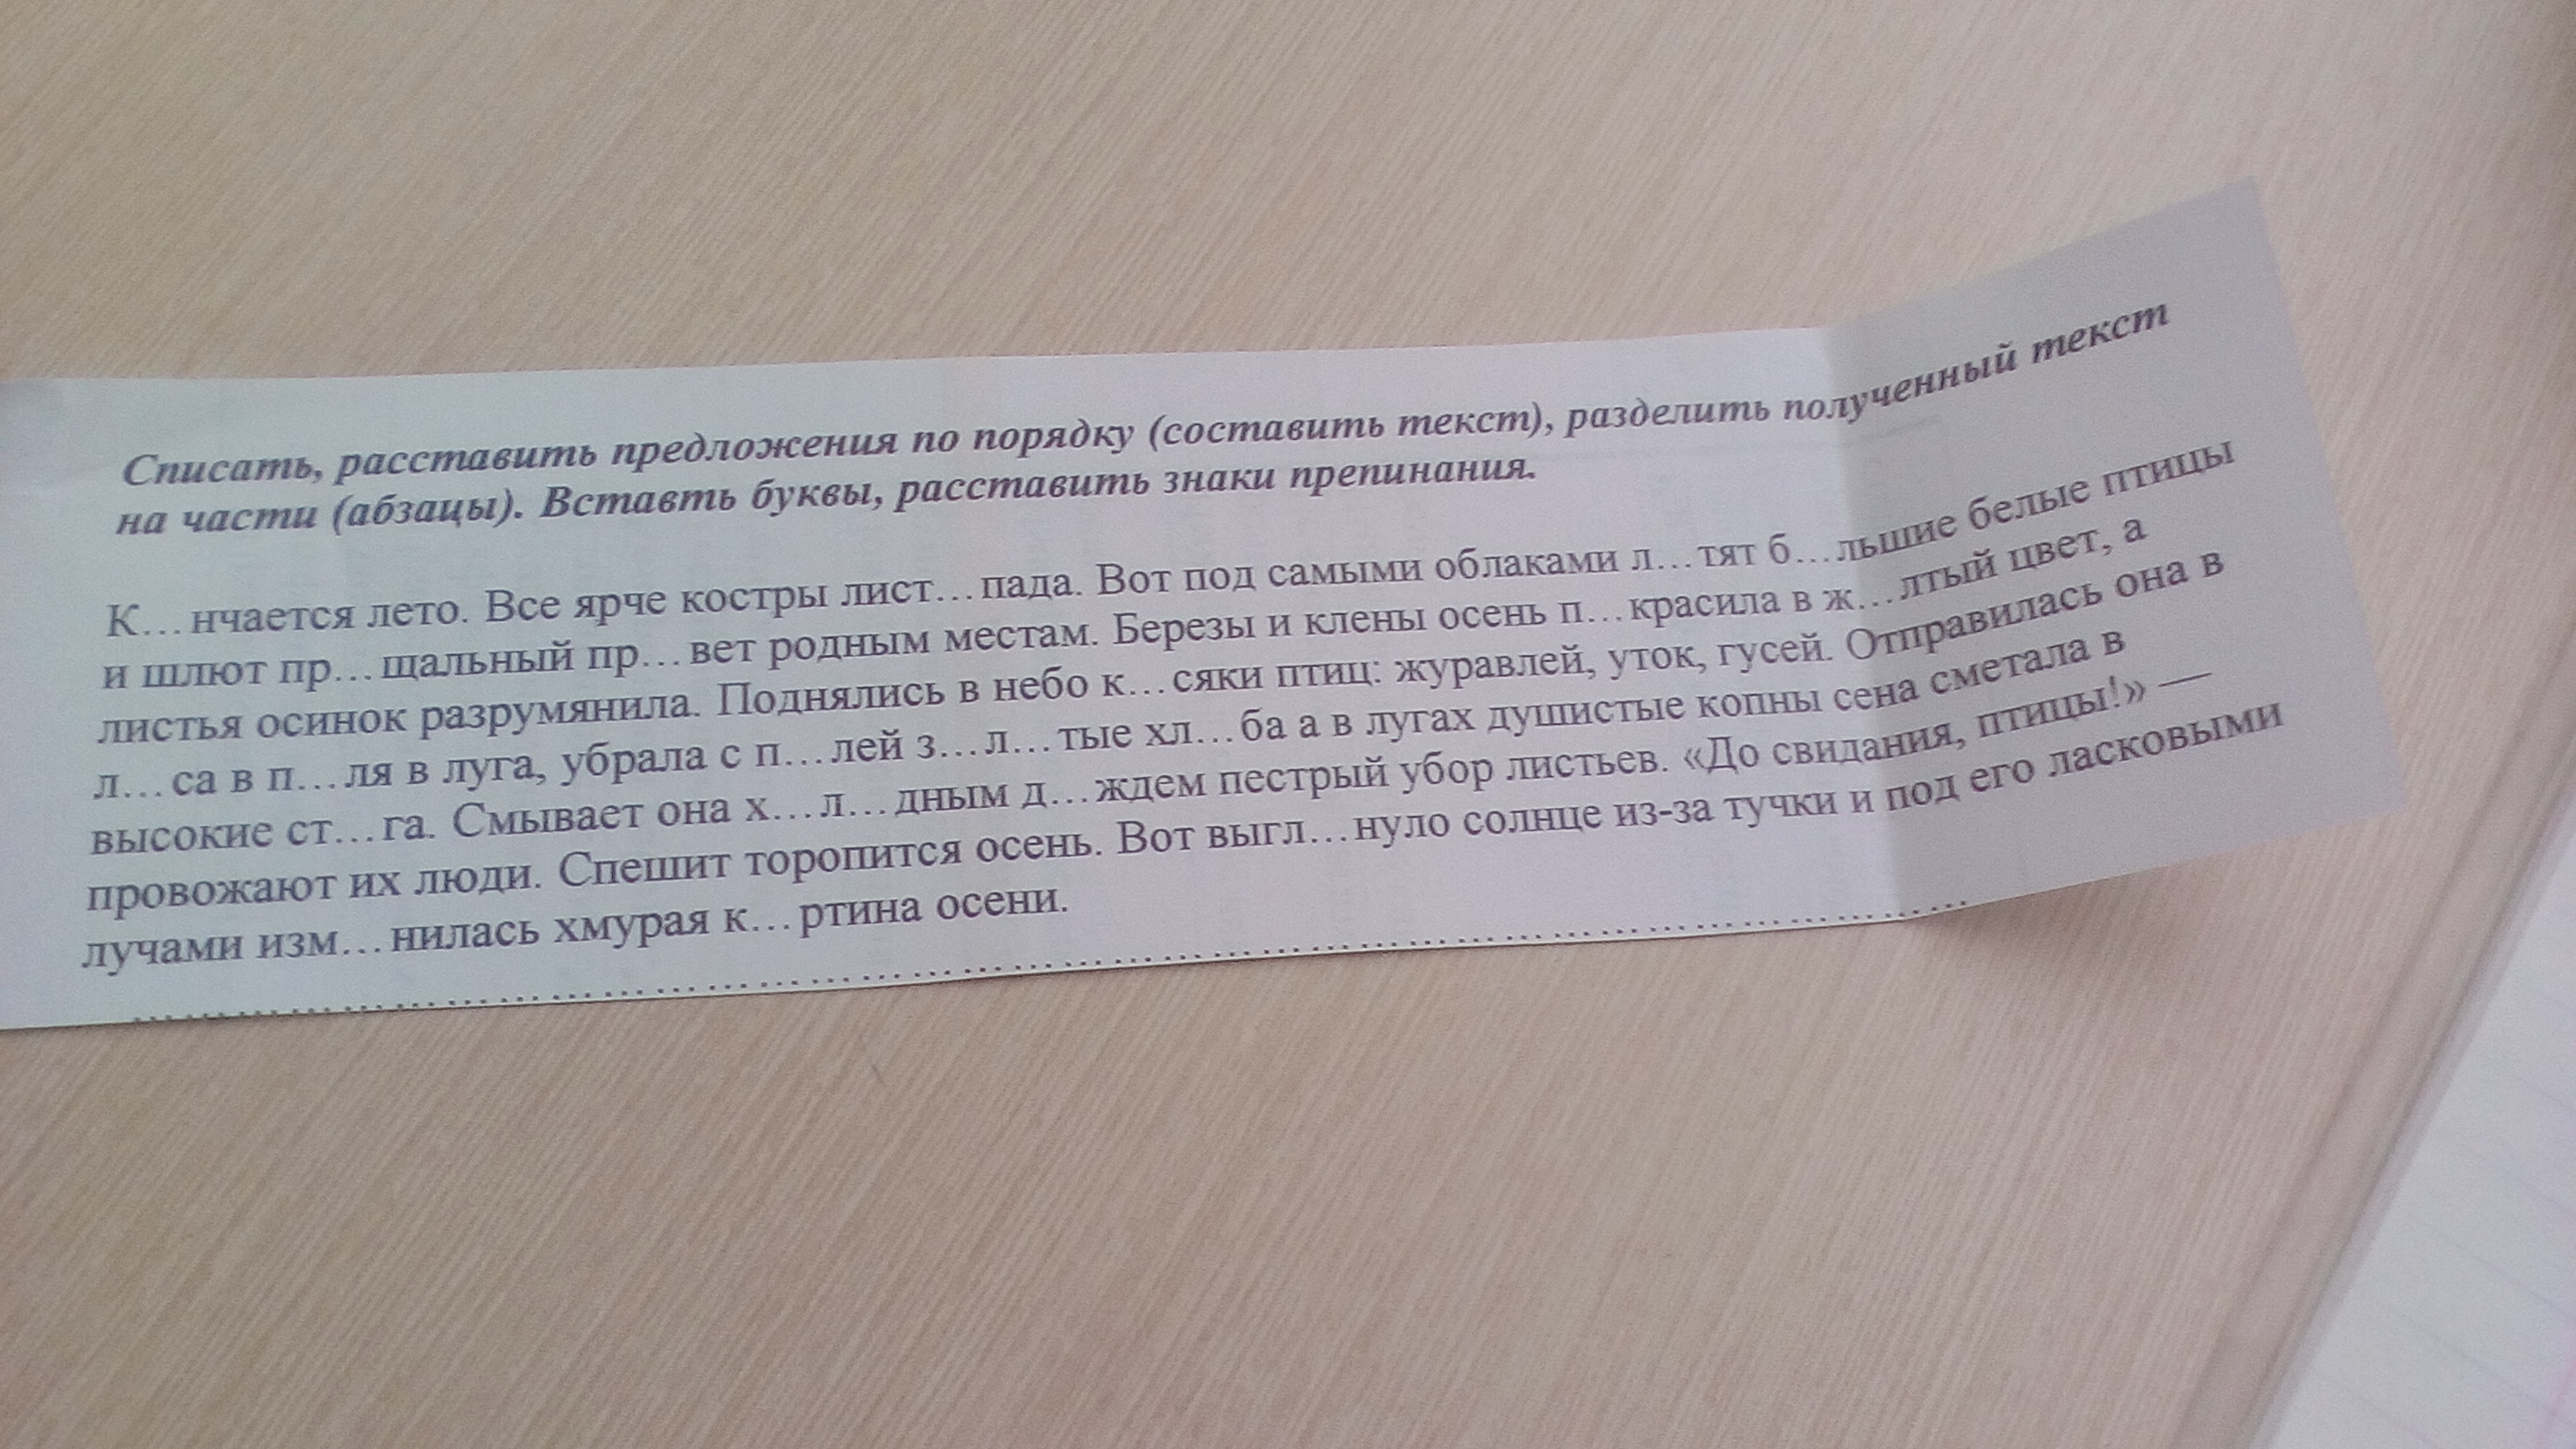 Списать, расставить предложения по порядку (составить текст), разделить полученный текст
на части (абзацы). Вставть буквы, расставить знаки препинания.
К…нчается лето. Все ярче костры лист…пада. Вот под самыми облаками л…тят б…льшие белые птицы
и шлют пр…щальный пр…вет родным местам. Березы и клены осень п…красила в ж…лтый цвет, а
листья осинок разрумянила. Поднялись в небо к…сяки птиц: журавлей, уток, гусей. Отправилась она в
л…са в п…ля в луга, убрала с п…лей з…л…тые хл…ба а в лугах душистые копны сена сметала в
высокие ст…га. Смывает она х…л…дным д…ждем пестрый убор листьев. «До свидания, птицы!» —
провожают их люди. Спешит торопится осень. Вот выгл…нуло солнце из-за тучки и под его ласковыми
лучами изм…нилась хмурая к…ртина осени.